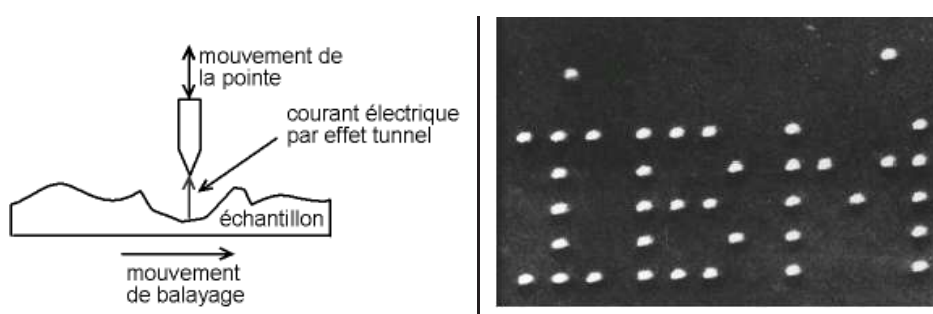 mouvement de
la pointe
courant électrique
par effet tunnel
échantillon
mouvement
de balayage
IBM